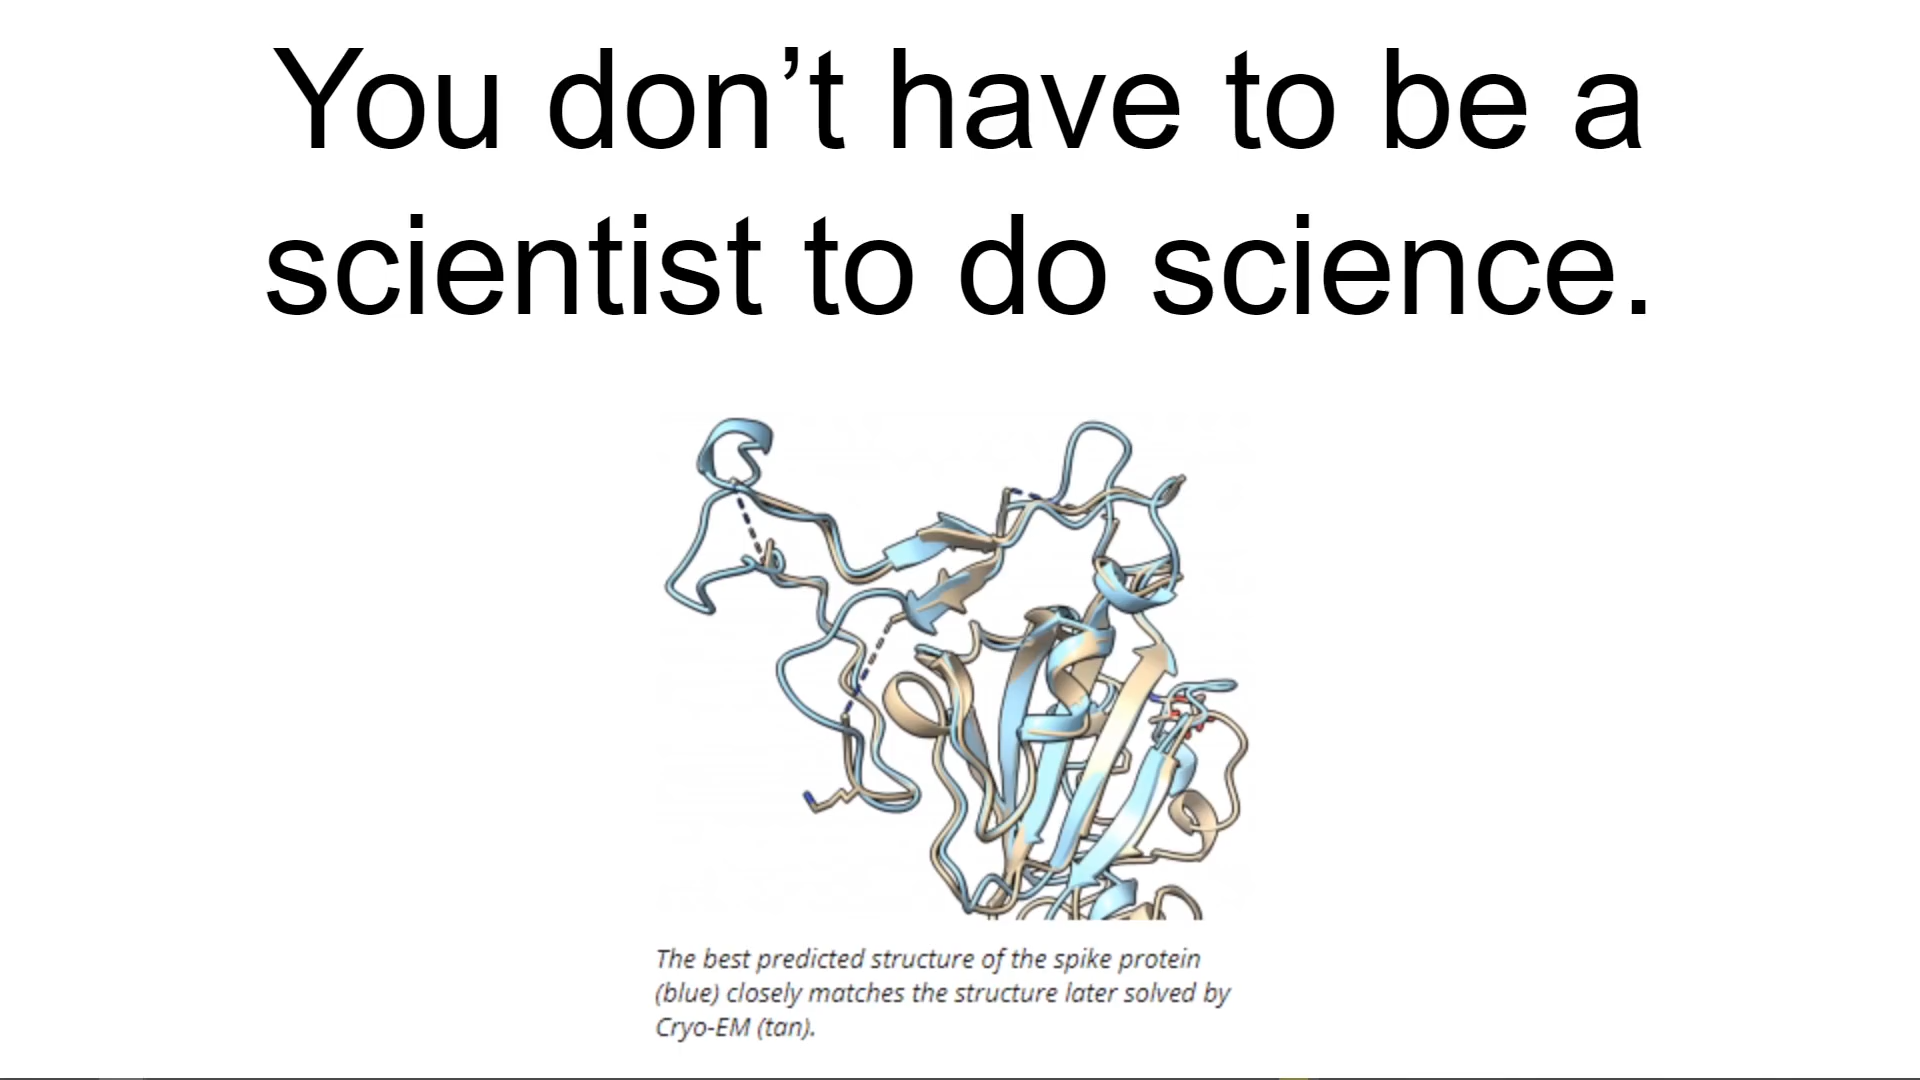 You don’t have to be a
scientist to do science.
The best predicted structure of the spike protein
(blue) closely matches the structure later solved by
Cryo-EM (tan).